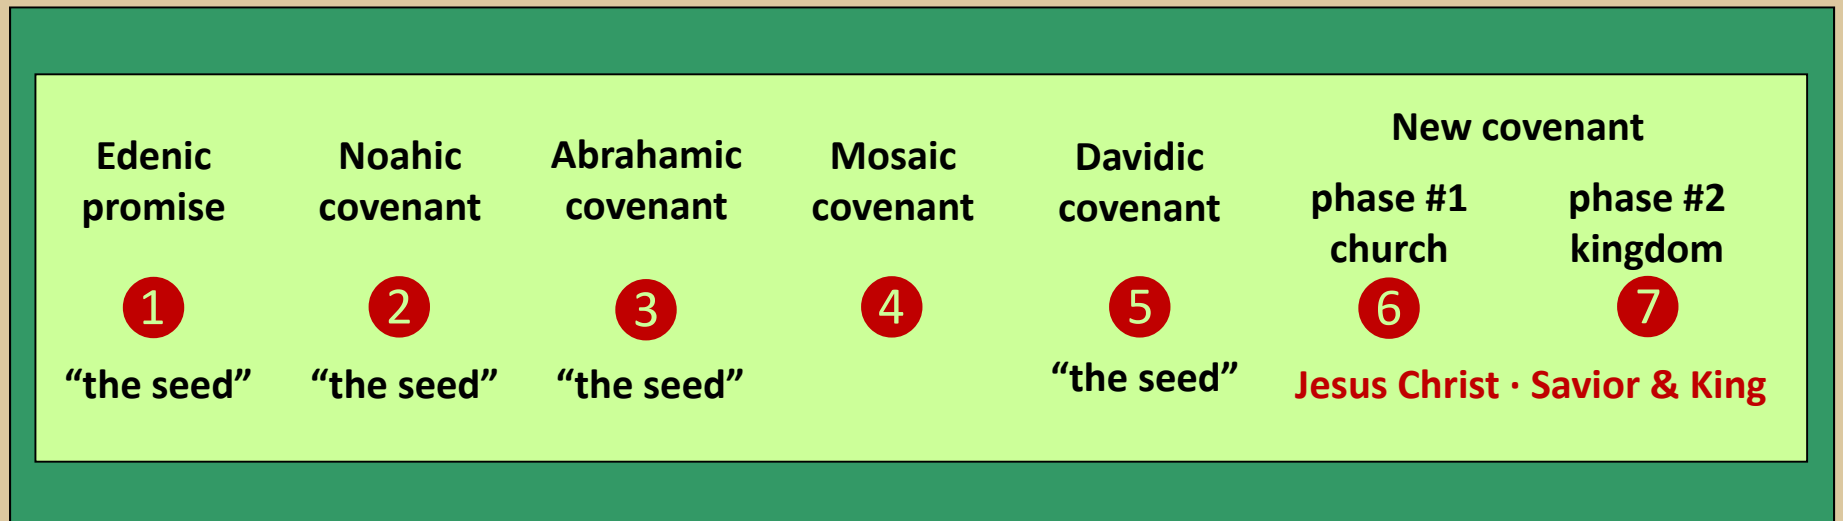 Edenic
promise
1
“the seed”
Noahic
covenant
2
“the seed”
Abrahamic
covenant
3
“the seed”
Mosaic
covenant
4
Davidic
covenant
5
“the seed”
New covenant
phase #1
church
6
phase #2
kingdom
7
Jesus Christ · Savior & King